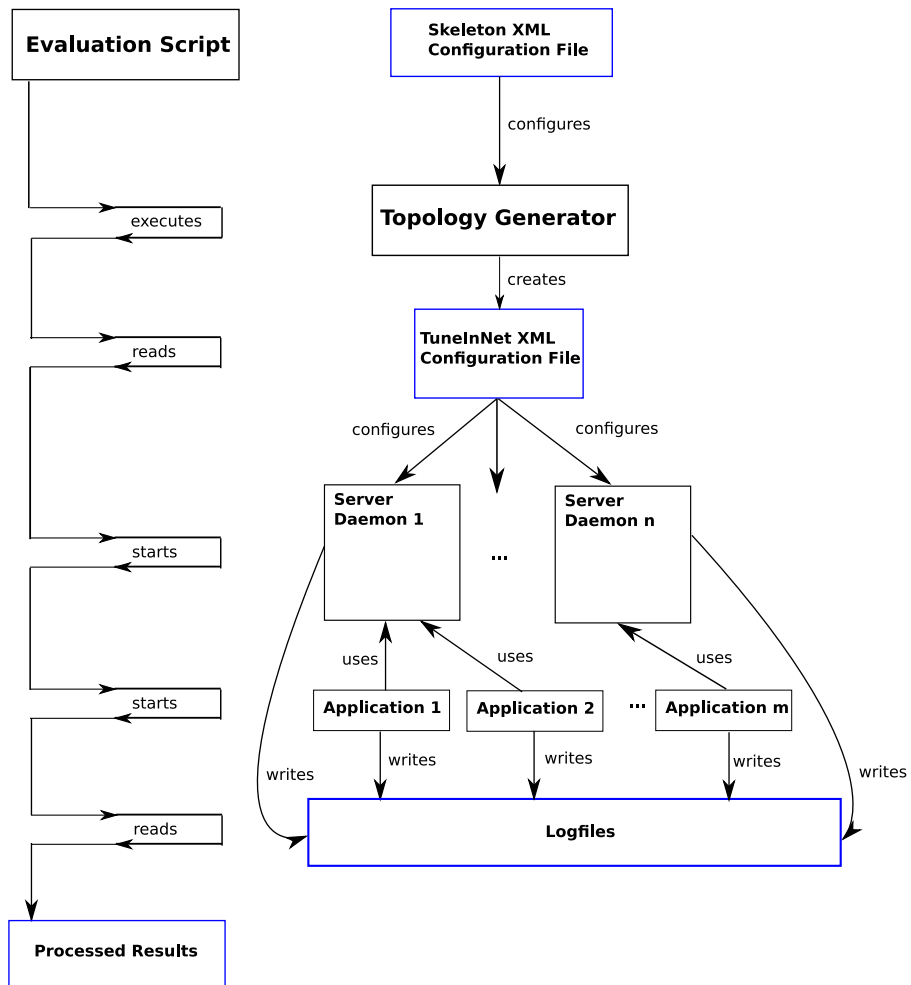 Evaluation Script
Skeleton XML
Configuration File
configures
executes
Topology Generator
creates
reads
TuneInNet XML
Configuration File
configures
configures
Server
Daemon 1
Server
Daemon n
...
starts
uses
uses
uses
starts
Application 1
Application 2
...
Application m
writes
writes
writes
writes
writes
reads
Logfiles
Processed Results